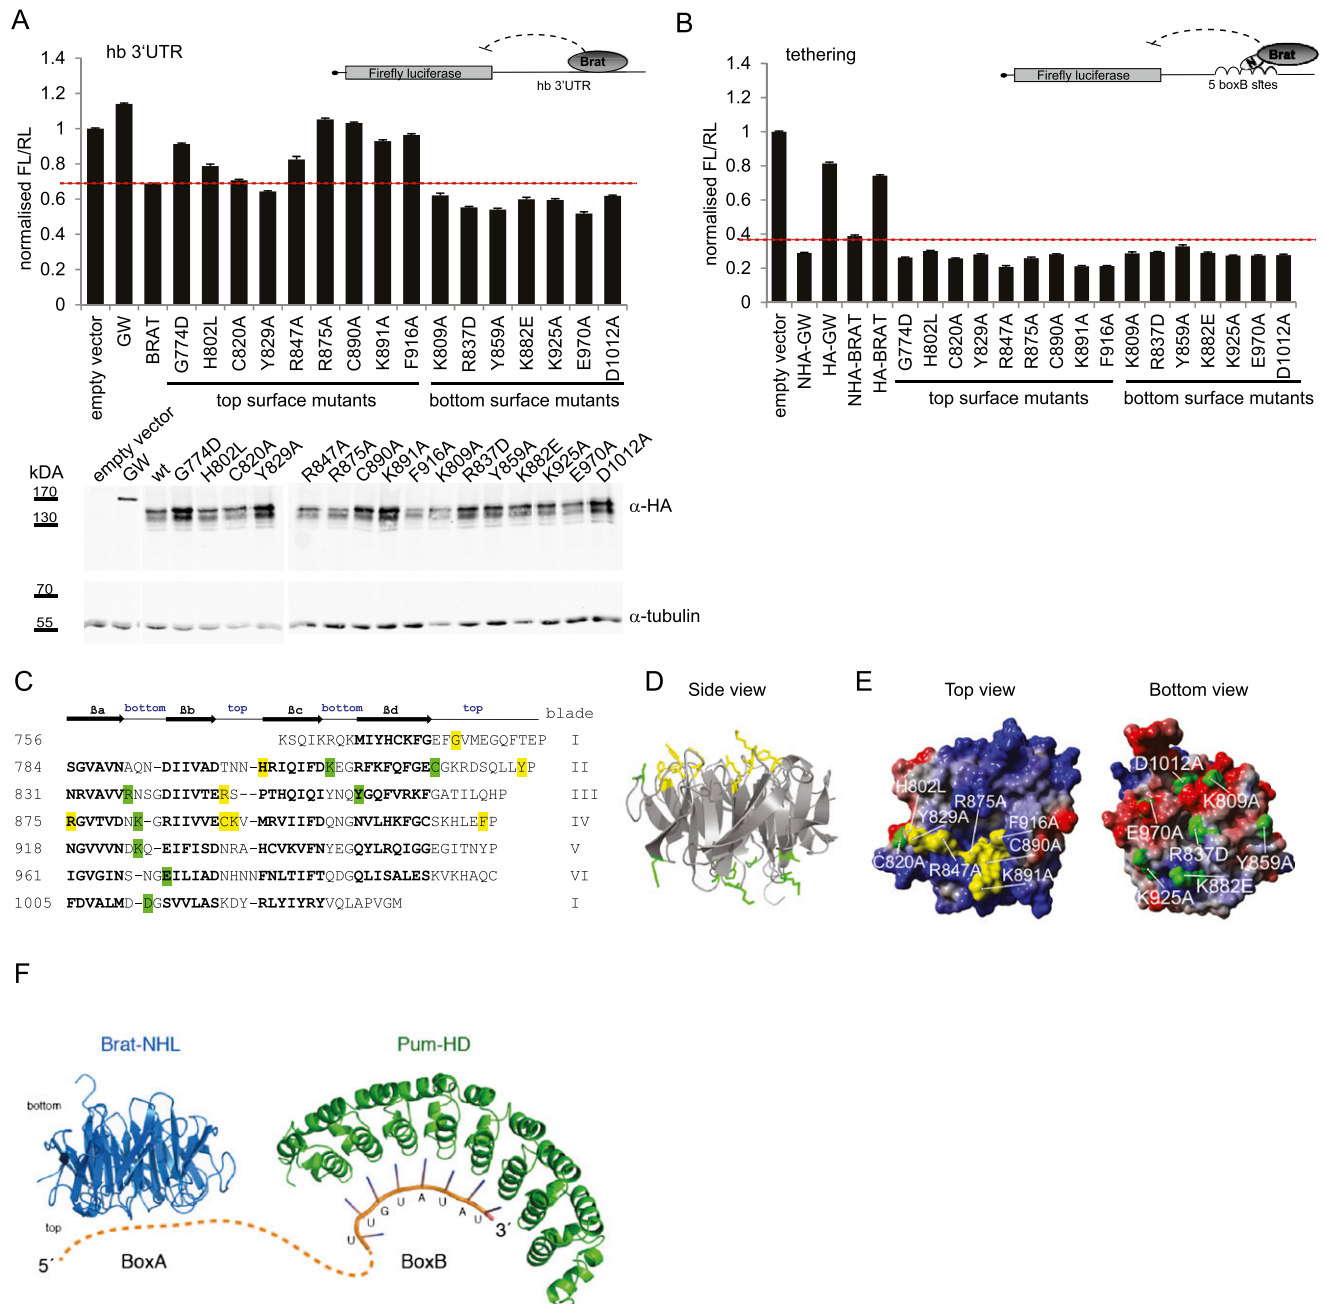 A
hb 3'UTR
Brat
Firefly luciferase
hb 3'UTR
normalised FL/RL
1.4
1.2
1
0.8
0.6
0.4
0.2
0
empty vector
GW
BRAT
G774D
H802L
C820A
Y829A
R847A
R875A
C890A
K891A
F916A
K809A
R837D
Y859A
K882E
K925A
E970A
D1012A
top surface mutants
bottom surface mutants
empty vector
GW
wt
G774D
H802L
C820A
Y829A
R847A
R875A
C890A
K891A
F916A
K809A
R837D
Y859A
K882E
K925A
E970A
D1012A
kDA
170
130
α-HA
70
55
α-tubulin
B
tethering
Brat
N
Firefly luciferase
5 boxB sites
normalised FL/RL
1.4
1.2
1
0.8
0.6
0.4
0.2
0
empty vector
NHA-GW
HA-GW
NHA-BRAT
HA-BRAT
G774D
H802L
C820A
Y829A
R847A
R875A
C890A
K891A
F916A
K809A
R837D
Y859A
K882E
K925A
E970A
D1012A
top surface mutants
bottom surface mutants
C
ßa bottom ßb top ßc bottom ßd top blade
756 KSQIKRQKMIYHCKFGEFGVMEGQFTEP I
784 SGVAVNAQN-DIIVADTNN-HRIQIFDKEGRFKFQFGECGKRDSQLLYP II
831 NRVAVVRNSGDIIVTERS--PTHQIQIYNQYGQFVRKFGATILQHP III
875 RGVTVDNK-GRIIVVECKV-MRVIIFDQNGNVLHKFGCSKHLEFP IV
918 NGVVVNDKQ-EIFISDNRA-HCVKVFNYEGQYLRQIGGEGITNYP V
961 IGVGINS-NGEILIADNHNNFNLTIFTQDGQLISALESKVKHAQC VI
1005 FDVALMD-DGSVVLASKDY-RLYIYRYVQLAPVGM I
D
Side view
E
Top view
H802L
Y829A
R875A
F916A
C890A
C820A
R847A
K891A
Bottom view
D1012A
K809A
E970A
R837D
Y859A
K882E
K925A
F
Brat-NHL
Pum-HD
bottom
top
5´
BoxA
BoxB
U U G U A U A U
3´